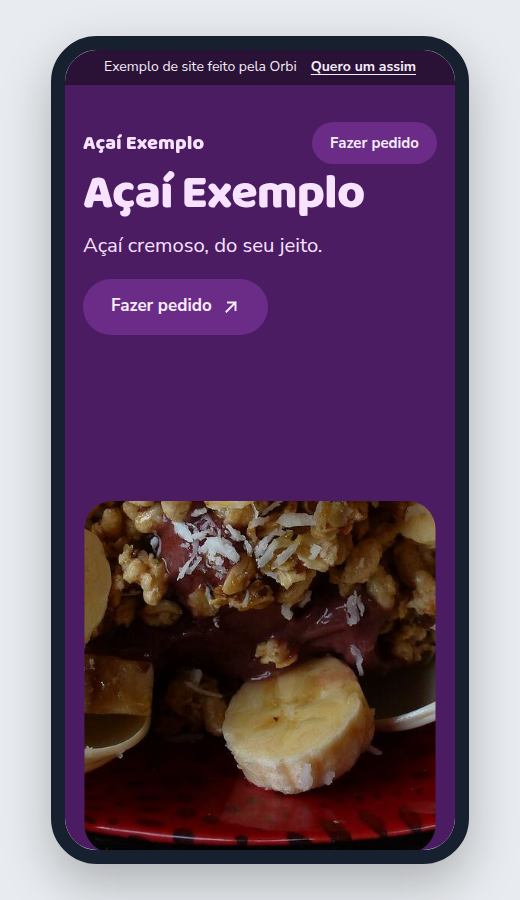 Exemplo de site feito pela Orbi Quero um assim
Açaí Exemplo Fazer pedido
Açaí Exemplo
Açaí cremoso, do seu jeito.
Fazer pedido